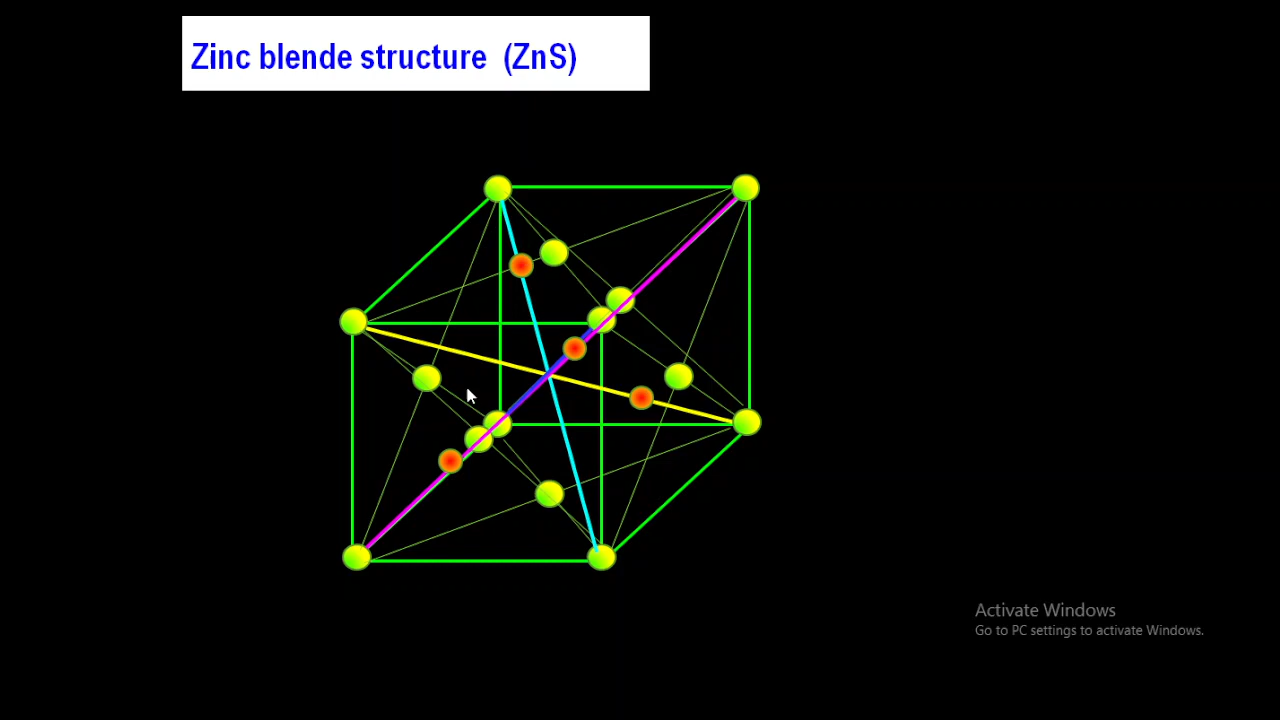 Zinc blende structure (ZnS)
Activate Windows
Go to PC settings to activate Windows.